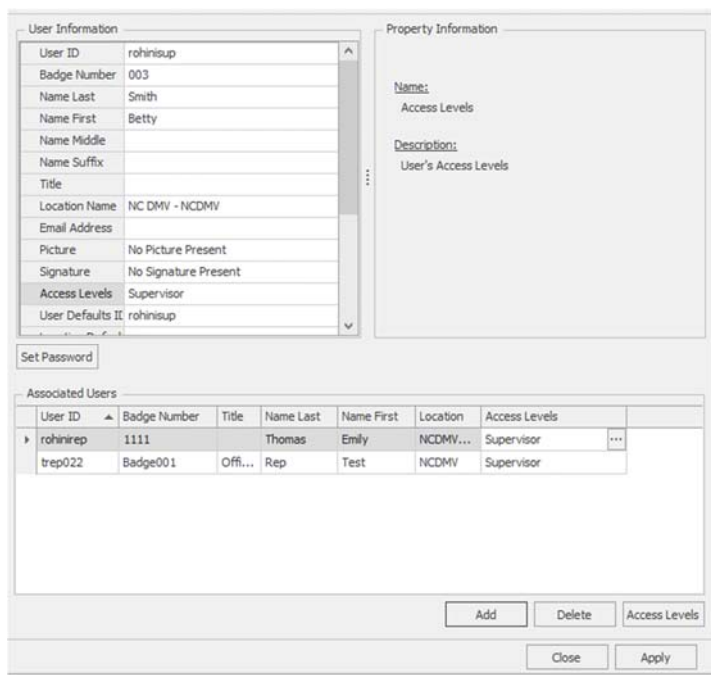 User Information
User ID rohinisup
Badge Number 003
Name Last Smith
Name First Betty
Name Middle
Name Suffix
Title
Location Name NC DMV - NCDMV
Email Address
Picture No Picture Present
Signature No Signature Present
Access Levels Supervisor
User Defaults ID rohinisup
Property Information
Name:
Access Levels
Description:
User's Access Levels
Set Password
Associated Users
User ID Badge Number Title Name Last Name First Location Access Levels
rohinirep 1111 Thomas Emily NCDMV... Supervisor ...
trep022 Badge001 Offi... Rep Test NCDMV Supervisor
Add Delete Access Levels
Close Apply